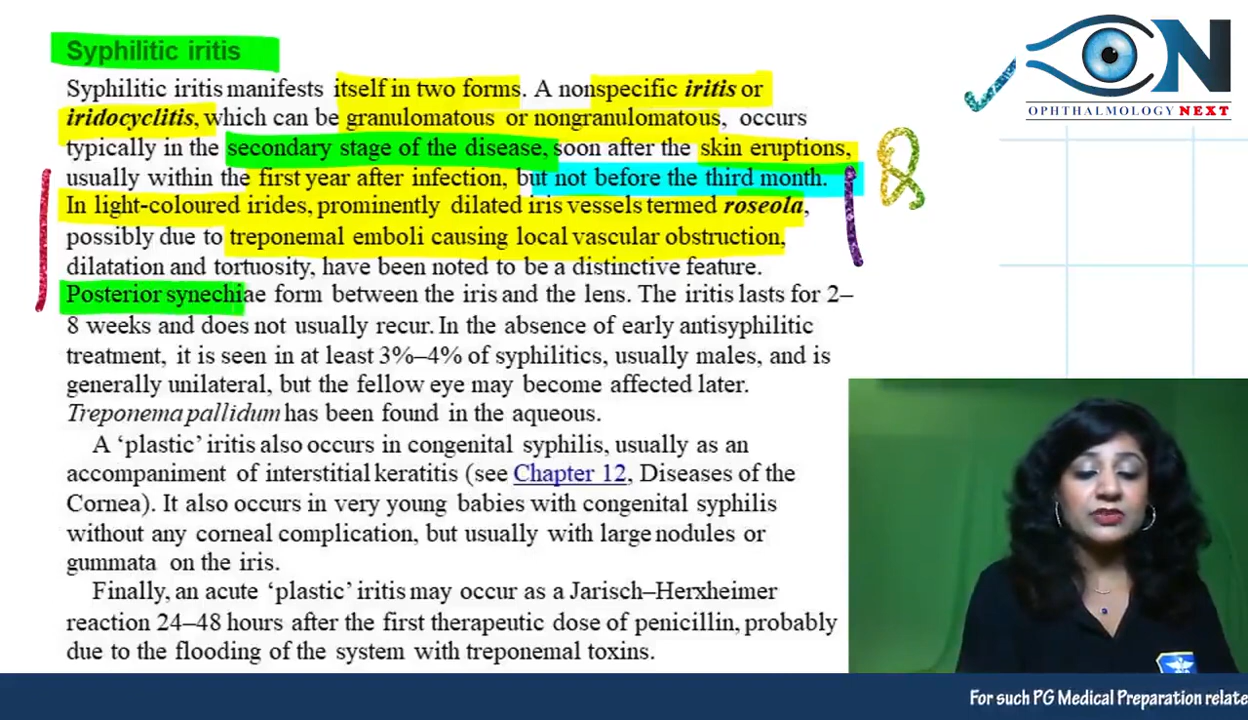 Syphilitic iritis
Syphilitic iritis manifests itself in two forms. A nonspecific iritis or
iridocyclitis, which can be granulomatous or nongranulomatous, occurs
typically in the secondary stage of the disease, soon after the skin eruptions,
usually within the first year after infection, but not before the third month.
In light-coloured irides, prominently dilated iris vessels termed roseola,
possibly due to treponemal emboli causing local vascular obstruction,
dilatation and tortuosity, have been noted to be a distinctive feature.
Posterior synechiae form between the iris and the lens. The iritis lasts for 2–
8 weeks and does not usually recur. In the absence of early antisyphilitic
treatment, it is seen in at least 3%–4% of syphilitics, usually males, and is
generally unilateral, but the fellow eye may become affected later.
Treponema pallidum has been found in the aqueous.
A ‘plastic’ iritis also occurs in congenital syphilis, usually as an
accompaniment of interstitial keratitis (see Chapter 12, Diseases of the
Cornea). It also occurs in very young babies with congenital syphilis
without any corneal complication, but usually with large nodules or
gummata on the iris.
Finally, an acute ‘plastic’ iritis may occur as a Jarisch–Herxheimer
reaction 24–48 hours after the first therapeutic dose of penicillin, probably
due to the flooding of the system with treponemal toxins.
N
OPHTHALMOLOGY NEXT
For such PG Medical Preparation relate